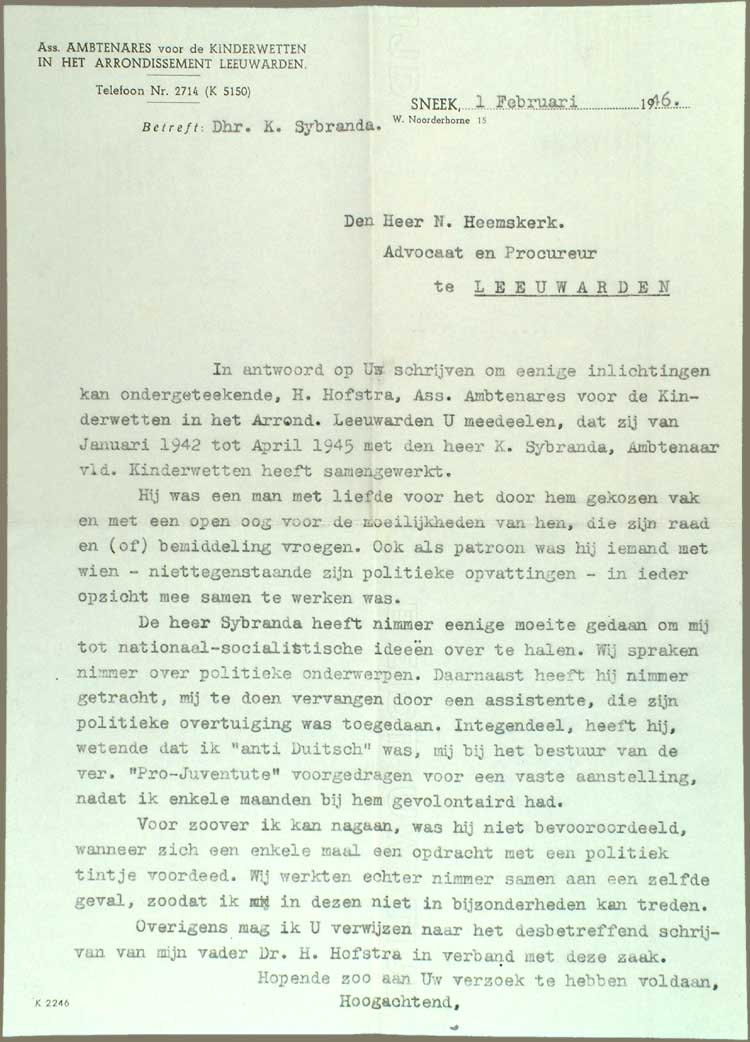 Ass. AMBTENARES voor de KINDERWETTEN
IN HET ARRONDISSEMENT LEEUWARDEN.
Telefoon Nr. 2714 (K 5150)
SNEEK, 1 Februari 1946.
W. Noorderhorne 15
Betreft: Dhr. K. Sybranda.
Den Heer N. Heemskerk.
Advocaat en Procureur
te LEEUWARDEN
In antwoord op Uw schrijven om eenige inlichtingen
kan ondergeteekende, H. Hofstra, Ass. Ambtenares voor de Kin-
derwetten in het Arrond. Leeuwarden U meedeelen, dat zij van
Januari 1942 tot April 1945 met den heer K. Sybranda, Ambtenaar
v/d. Kinderwetten heeft samengewerkt.
Hij was een man met liefde voor het door hem gekozen vak
en met een open oog voor de moeilijkheden van hen, die zijn raad
en (of) bemiddeling vroegen. Ook als patroon was hij iemand met
wien - niettegenstaande zijn politieke opvattingen - in ieder
opzicht mee samen te werken was.
De heer Sybranda heeft nimmer eenige moeite gedaan om mij
tot nationaal-socialistische ideeën over te halen. Wij spraken
nimmer over politieke onderwerpen. Daarnaast heeft hij nimmer
getracht, mij te doen vervangen door een assistente, die zijn
politieke overtuiging was toegedaan. Integendeel, heeft hij,
wetende dat ik "anti Duitsch" was, mij bij het bestuur van de
ver. "Pro-Juventute" voorgedragen voor een vaste aanstelling,
nadat ik enkele maanden bij hem gevolontaird had.
Voor zoover ik kan nagaan, was hij niet bevooroordeeld,
wanneer zich een enkele maal een opdracht met een politiek
tintje voordeed. Wij werkten echter nimmer samen aan een zelfde
geval, zoodat ik in dezen niet in bijzonderheden kan treden.
Overigens mag ik U verwijzen naar het desbetreffend schrij-
van van mijn vader Dr. H. Hofstra in verband met deze zaak.
Hopende zoo aan Uw verzoek te hebben voldaan,
Hoogachtend,
K 2246